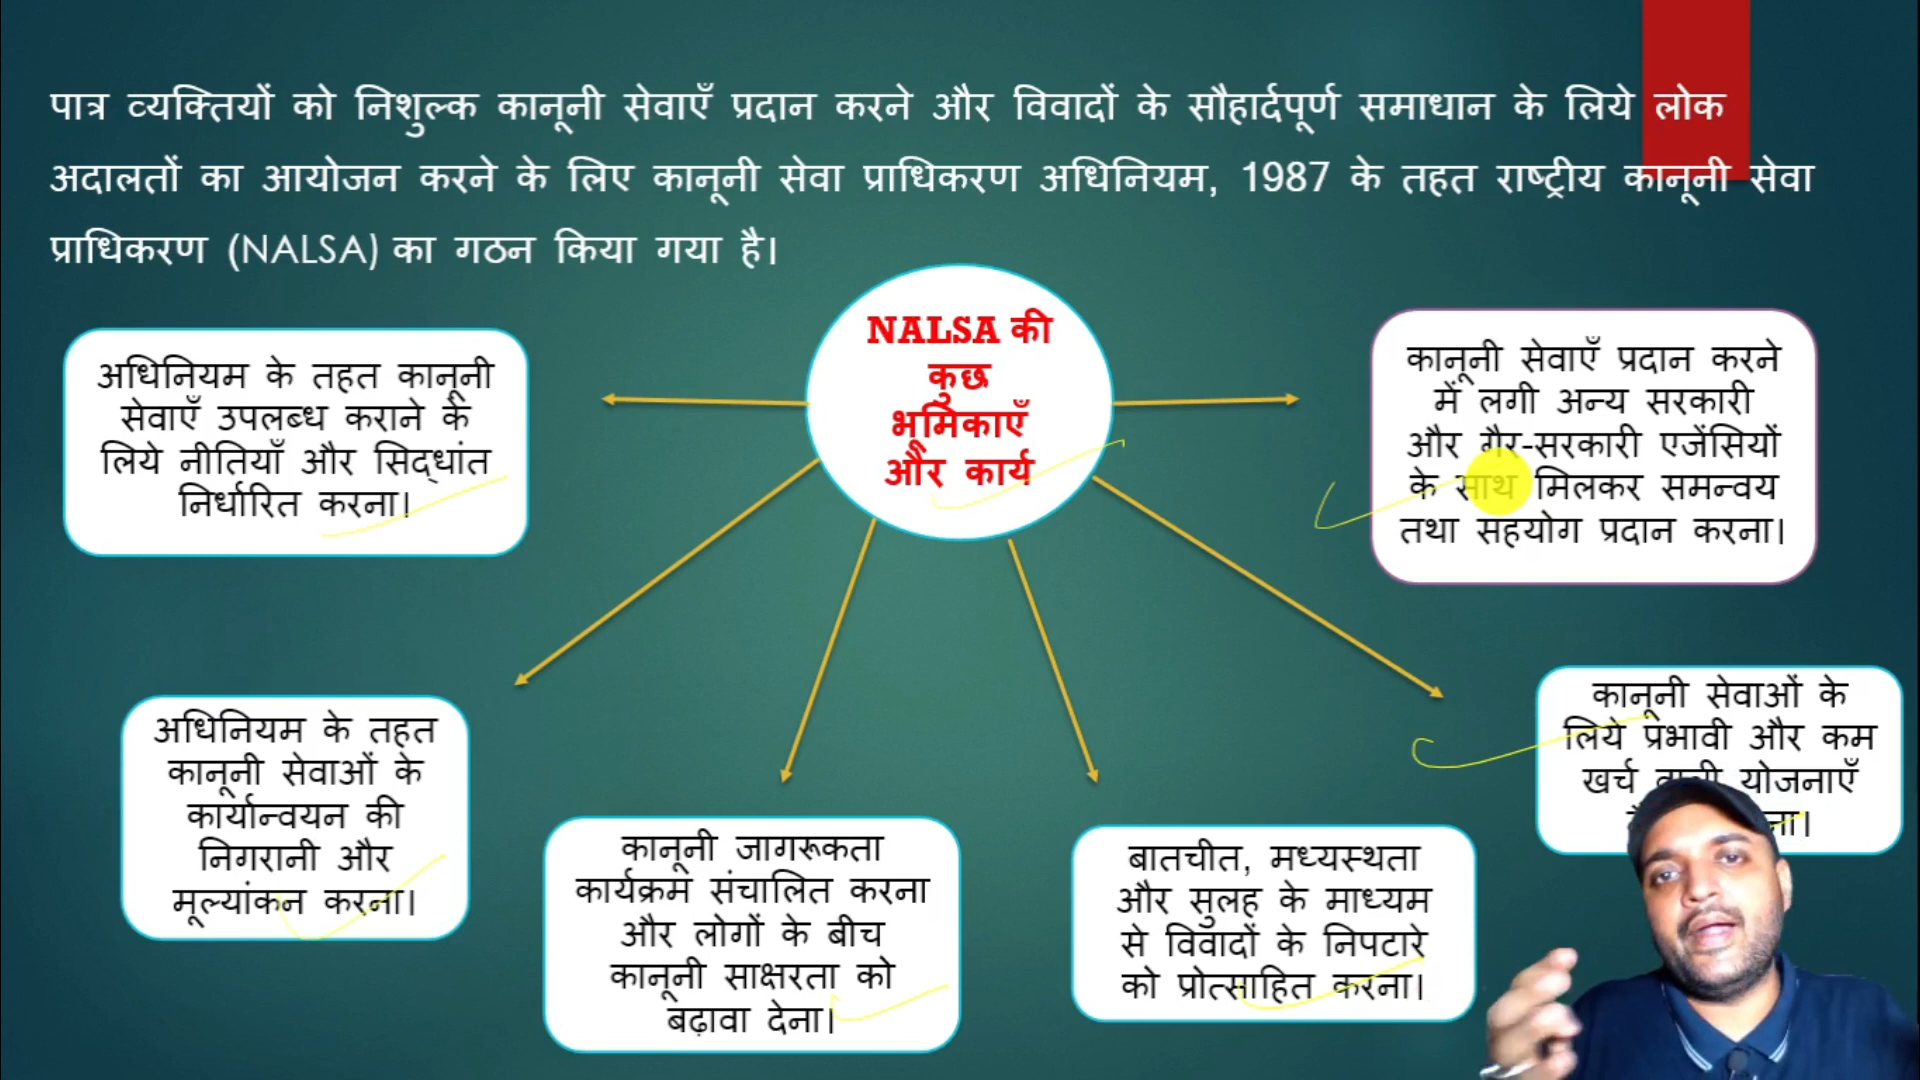 पात्र व्यक्तियों को निशुल्क कानूनी सेवाएँ प्रदान करने और विवादों के सौहार्दपूर्ण समाधान के लिये लोक
अदालतों का आयोजन करने के लिए कानूनी सेवा प्राधिकरण अधिनियम, 1987 के तहत राष्ट्रीय कानूनी सेवा
प्राधिकरण (NALSA) का गठन किया गया है।
NALSA की
कुछ
भूमिकाएँ
और कार्य
अधिनियम के तहत कानूनी
सेवाएँ उपलब्ध कराने के
लिये नीतियाँ और सिद्धांत
निर्धारित करना।
कानूनी सेवाएँ प्रदान करने
में लगी अन्य सरकारी
और गैर-सरकारी एजेंसियों
के साथ मिलकर समन्वय
तथा सहयोग प्रदान करना।
अधिनियम के तहत
कानूनी सेवाओं के
कार्यान्वयन की
निगरानी और
मूल्यांकन करना।
कानूनी जागरूकता
कार्यक्रम संचालित करना
और लोगों के बीच
कानूनी साक्षरता को
बढ़ावा देना।
बातचीत, मध्यस्थता
और सुलह के माध्यम
से विवादों के निपटारे
को प्रोत्साहित करना।
कानूनी सेवाओं के
लिये प्रभावी और कम
खर्च वाली योजनाएँ